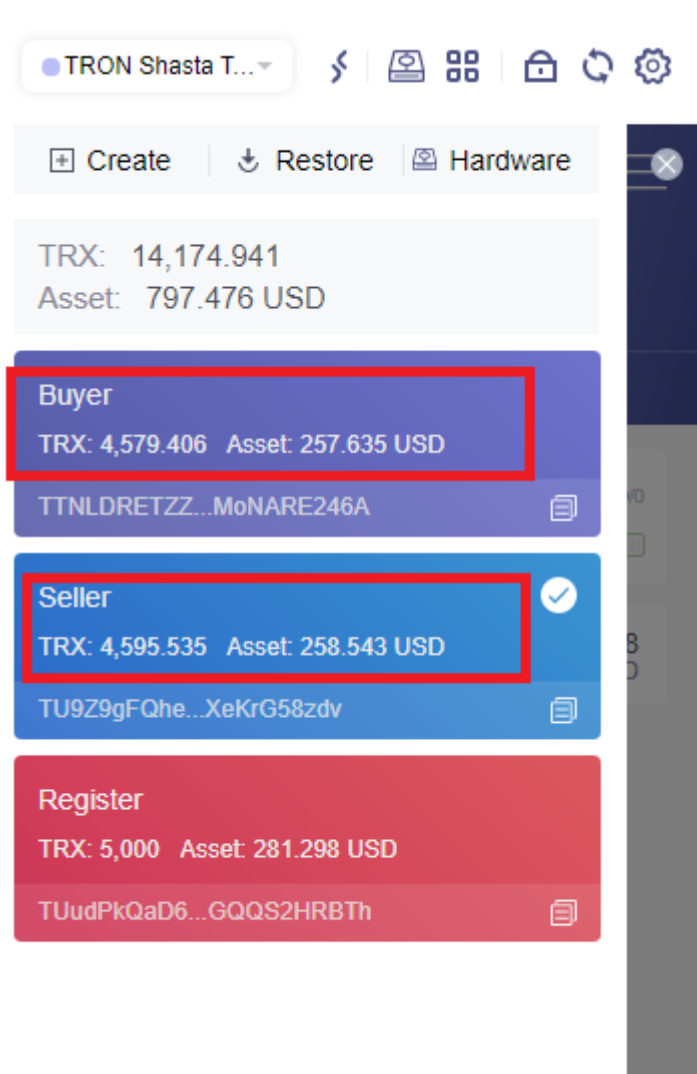 TRON Shasta T...
Create Restore Hardware
TRX: 14,174.941
Asset: 797.476 USD
Buyer
TRX: 4,579.406 Asset: 257.635 USD
TTNLDRETZZ...MoNARE246A
Seller
TRX: 4,595.535 Asset: 258.543 USD
TU9Z9gFQhe...XeKrG58zdv
Register
TRX: 5,000 Asset: 281.298 USD
TUudPkQaD6...GQQS2HRBTh